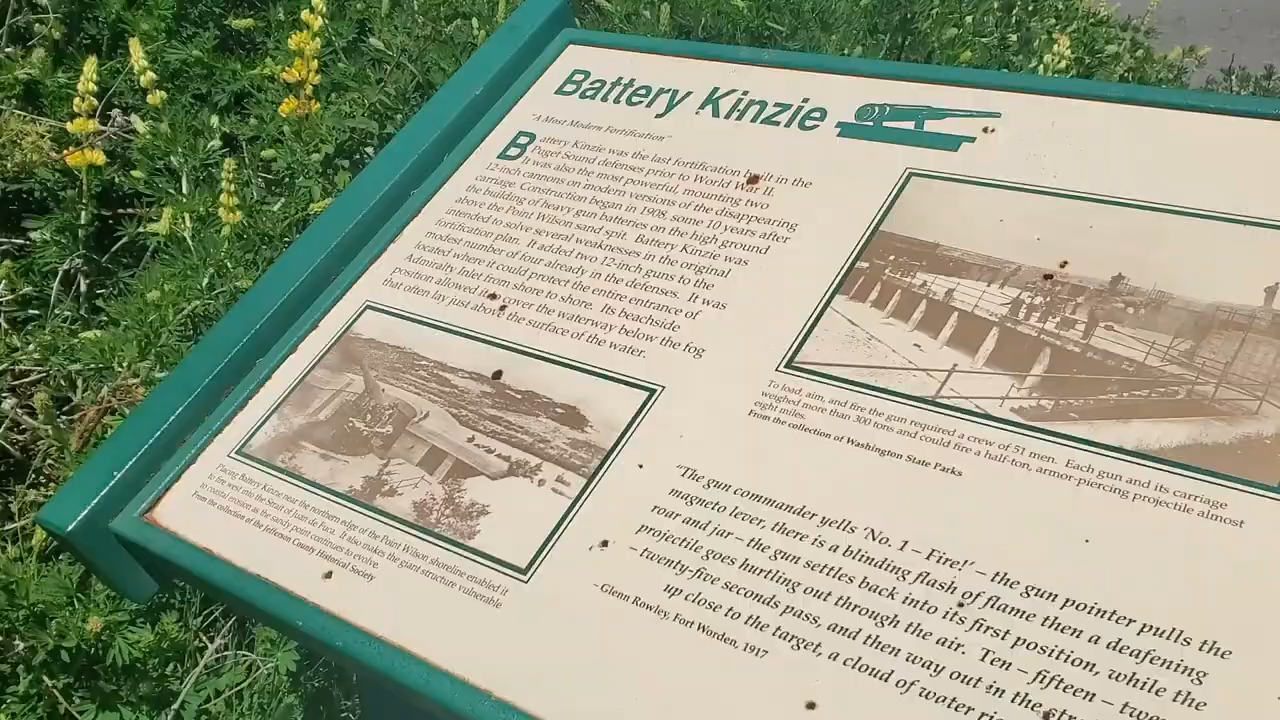 Battery Kinzie
"A Most Modern Fortification"
Battery Kinzie was the last fortification built in the
Puget Sound defenses prior to World War II.
It was also the most powerful, mounting two
12-inch cannons on modern versions of the disappearing
carriage. Construction began in 1908, some 10 years after
the building of heavy gun batteries on the high ground
above the Point Wilson sand spit. Battery Kinzie was
intended to solve several weaknesses in the original
fortification plan. It added two 12-inch guns to the
modest number of four already in the defenses. It was
located where it could protect the entire entrance of
Admiralty Inlet from shore to shore. Its beachside
position allowed it to cover the waterway below the fog
that often lay just above the surface of the water.
To load, aim, and fire the gun required a crew of 51 men. Each gun and its carriage
weighed more than 300 tons and could fire a half-ton, armor-piercing projectile almost
eight miles.
From the collection of Washington State Parks
Placing Battery Kinzie near the northern edge of the Point Wilson shoreline enabled it
to fire west into the Strait of Juan de Fuca. It also makes the giant structure vulnerable
to coastal erosion as the sandy point continues to evolve.
From the collection of the Jefferson County Historical Society
"The gun commander yells 'No. 1 – Fire!' – the gun pointer pulls the
magneto lever, there is a blinding flash of flame then a deafening
roar and jar – the gun settles back into its first position, while the
projectile goes hurtling out through the air. Ten – fifteen –
– twenty-five seconds pass, and then way out in the
up close to the target, a cloud of water
–Glenn Rowley, Fort Worden, 1917